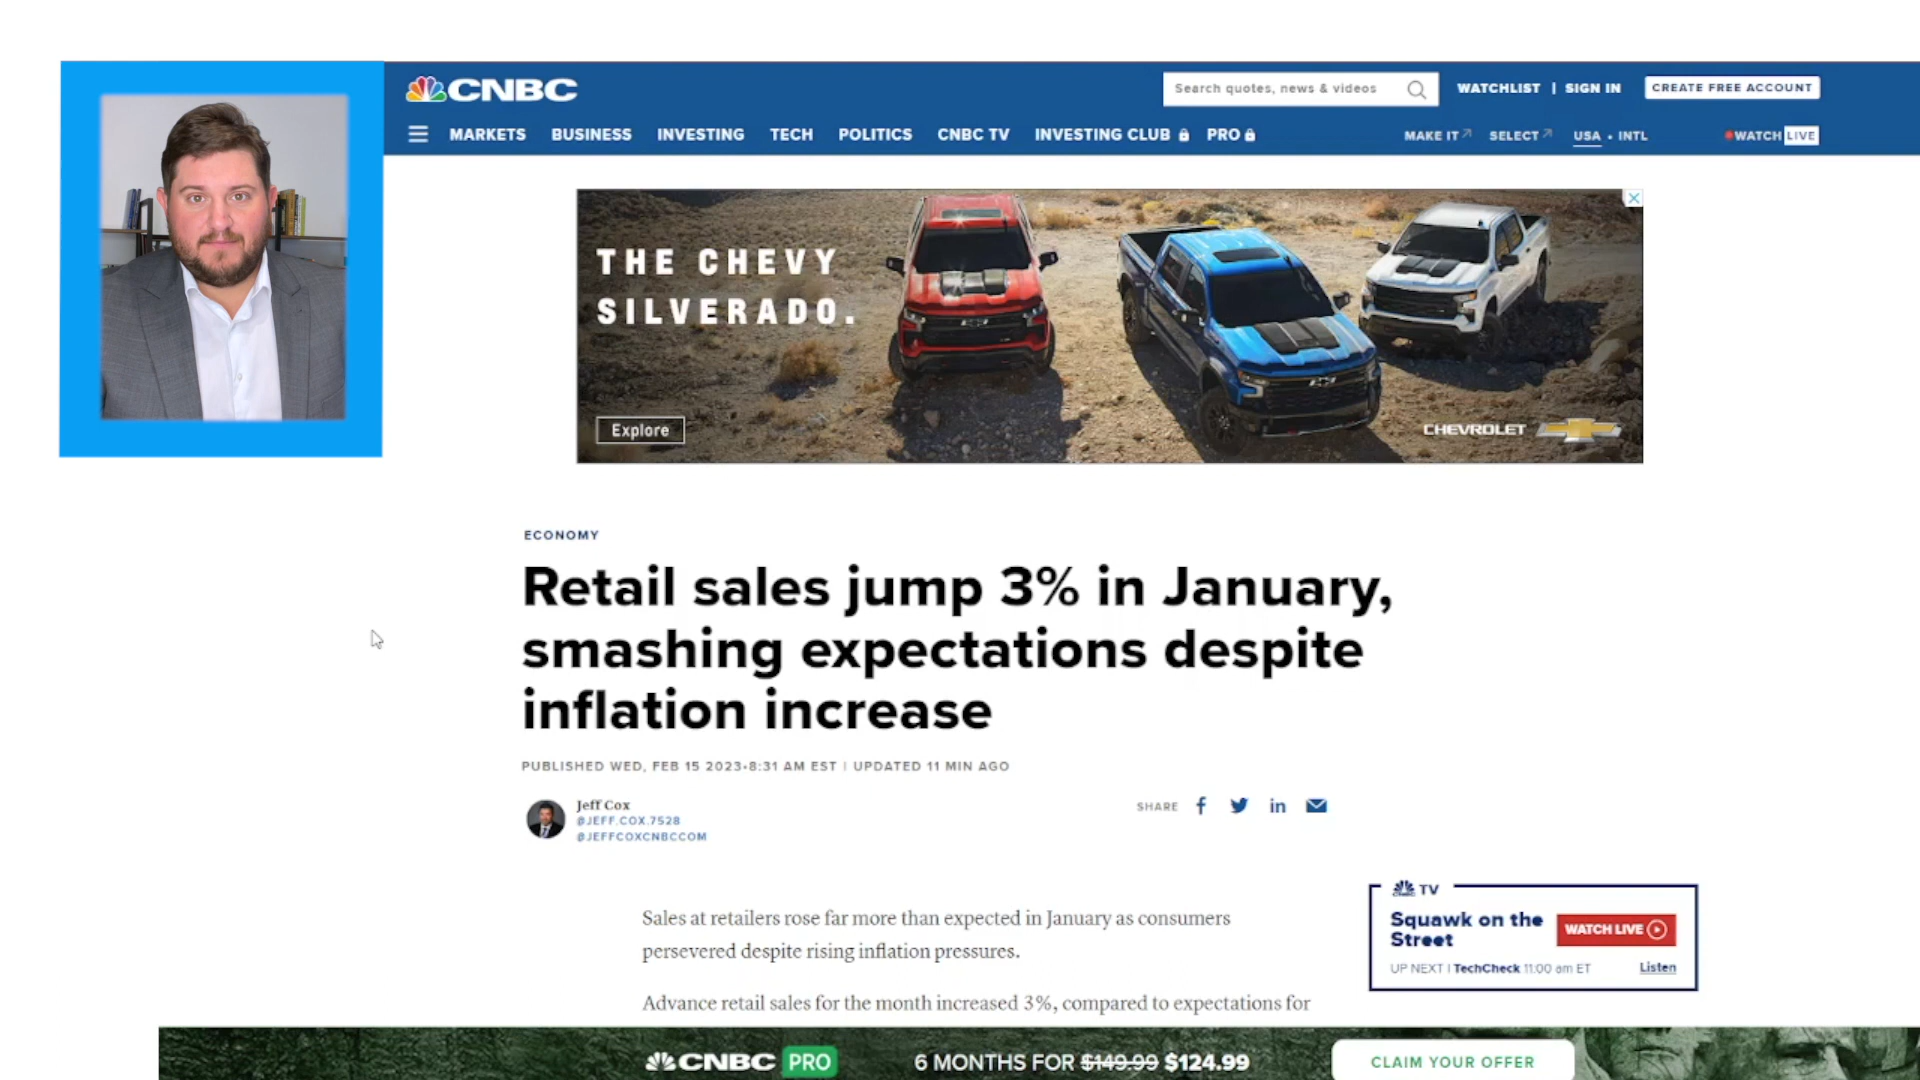 CNBC
Search quotes, news & videos
WATCHLIST | SIGN IN
CREATE FREE ACCOUNT
MARKETS BUSINESS INVESTING TECH POLITICS CNBC TV INVESTING CLUB PRO
MAKE IT SELECT USA • INTL
WATCH LIVE
THE CHEVY
SILVERADO.
Explore
CHEVROLET
ECONOMY
Retail sales jump 3% in January,
smashing expectations despite
inflation increase
PUBLISHED WED, FEB 15 2023•8:31 AM EST | UPDATED 11 MIN AGO
Jeff Cox
@JEFF.COX.7528
@JEFFCOXCNBCCOM
SHARE
Sales at retailers rose far more than expected in January as consumers
persevered despite rising inflation pressures.
Advance retail sales for the month increased 3%, compared to expectations for
TV
Squawk on the
Street
WATCH LIVE
UP NEXT | TechCheck 11:00 am ET
Listen
CNBC PRO
6 MONTHS FOR $149.99 $124.99
CLAIM YOUR OFFER